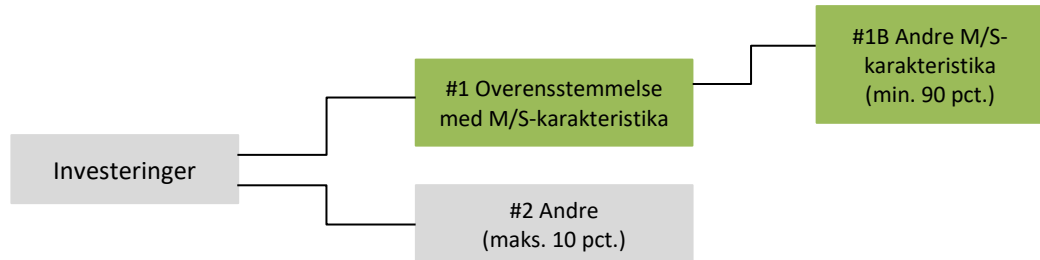 Investeringer
#1 Overensstemmelse
med M/S-karakteristika
#1B Andre M/S-
karakteristika
(min. 90 pct.)
#2 Andre
(maks. 10 pct.)